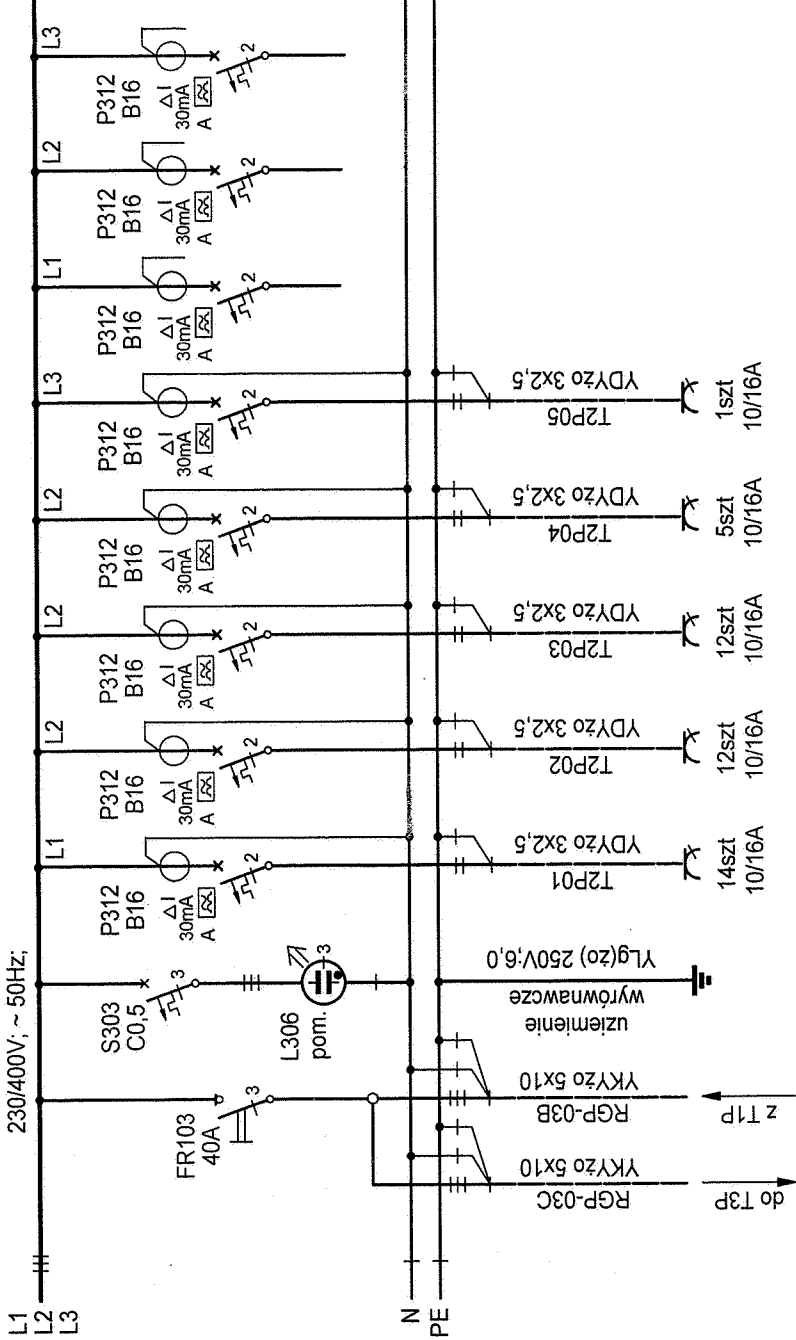 230/400V; ~ 50Hz;
L1
L2
L3
N
PE
FR103
40A
3
RGP-03C
YKYżo 5x10
do T3P
RGP-03B
YKYżo 5x10
z T1P
S303
C0,5
3
L306
pom.
3
uziemienie
wyrównawcze
YLg(żo) 250V;6,0
L1
P312
B16
ΔI
30mA
A
2
T2P01
YDYżo 3x2,5
14szt
10/16A
L2
P312
B16
ΔI
30mA
A
2
T2P02
YDYżo 3x2,5
12szt
10/16A
L2
P312
B16
ΔI
30mA
A
2
T2P03
YDYżo 3x2,5
12szt
10/16A
L2
P312
B16
ΔI
30mA
A
2
T2P04
YDYżo 3x2,5
5szt
10/16A
L3
P312
B16
ΔI
30mA
A
2
T2P05
YDYżo 3x2,5
1szt
10/16A
L1
P312
B16
ΔI
30mA
A
2
L2
P312
B16
ΔI
30mA
A
2
L3
P312
B16
ΔI
30mA
A
2